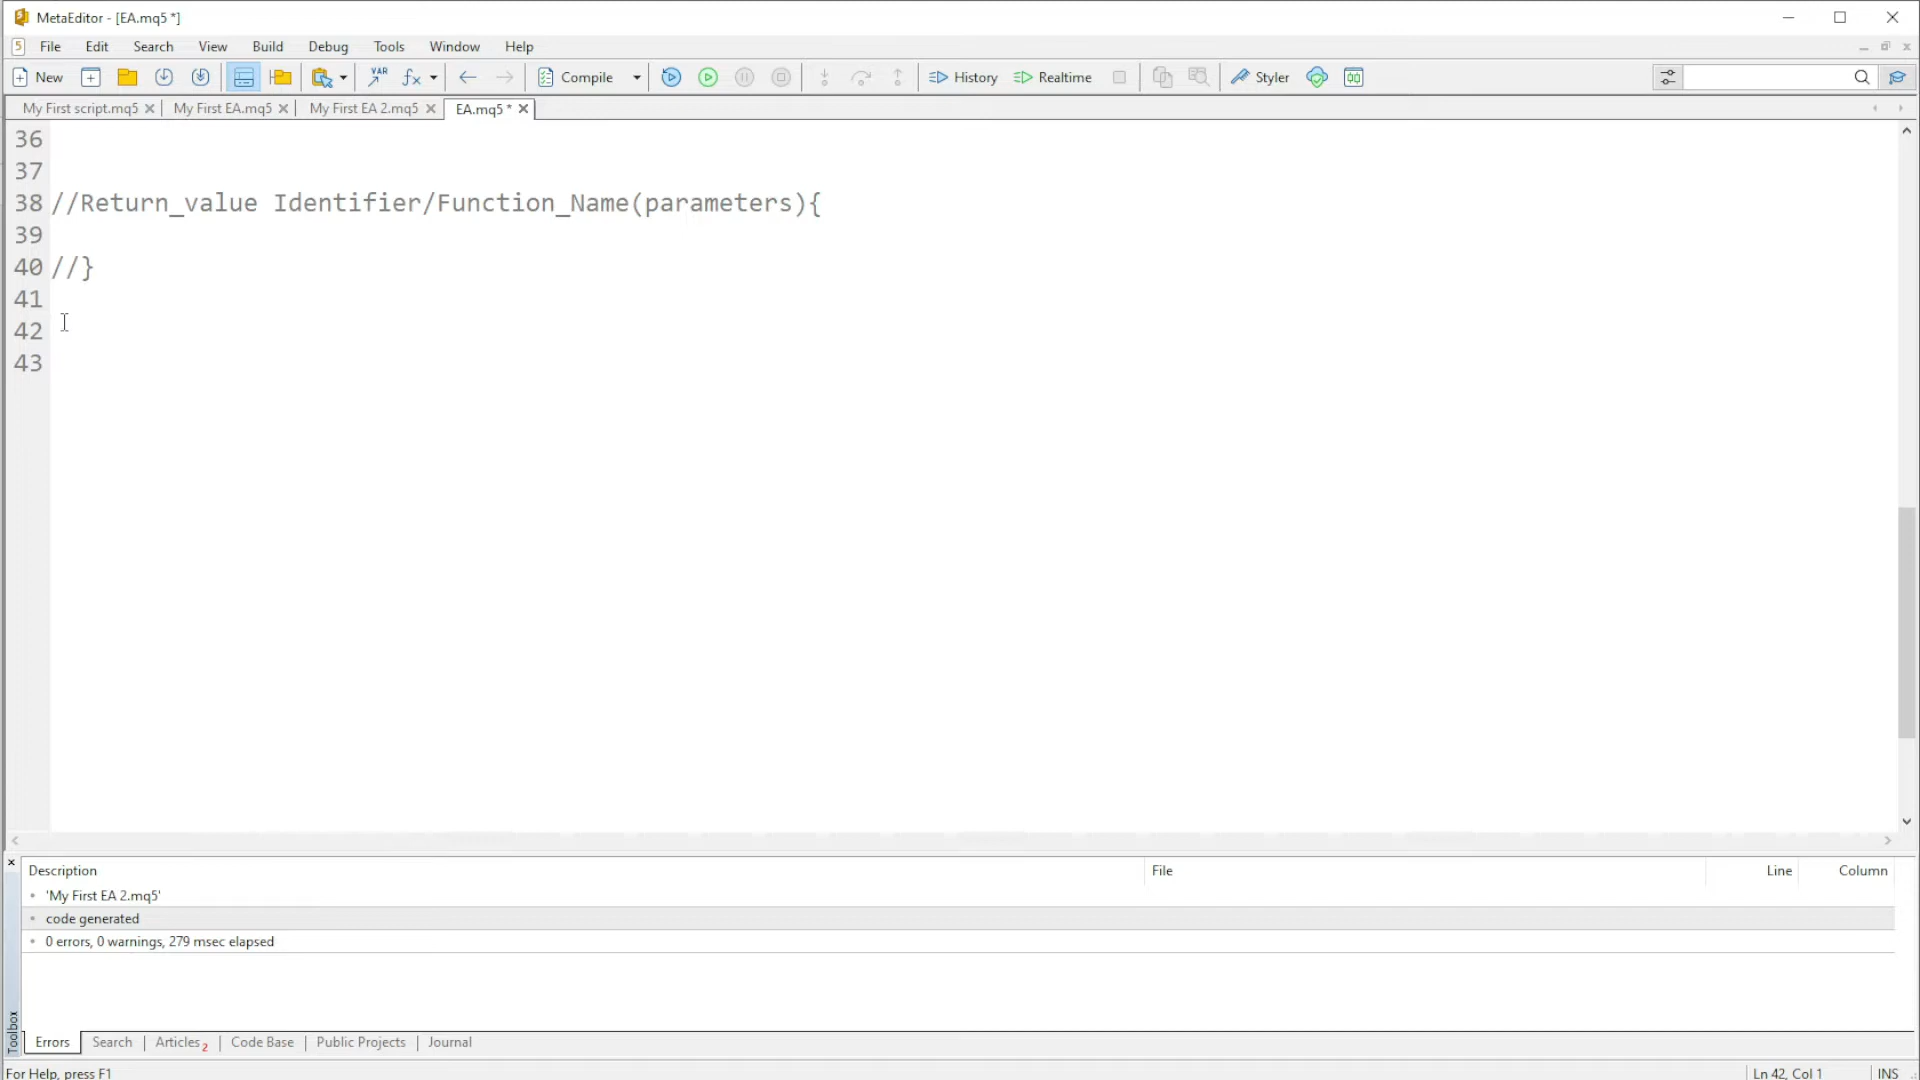 MetaEditor - [EA.mq5 *]
5 File Edit Search View Build Debug Tools Window Help
New VAR fx Compile History Realtime Styler
My First script.mq5 My First EA.mq5 My First EA 2.mq5 EA.mq5 *
36
37
38 //Return_value Identifier/Function_Name(parameters){
39
40 //}
41
42
43
Description File Line Column
'My First EA 2.mq5'
code generated
0 errors, 0 warnings, 279 msec elapsed
Toolbox
Errors Search Articles 2 Code Base Public Projects Journal
For Help, press F1 Ln 42, Col 1 INS